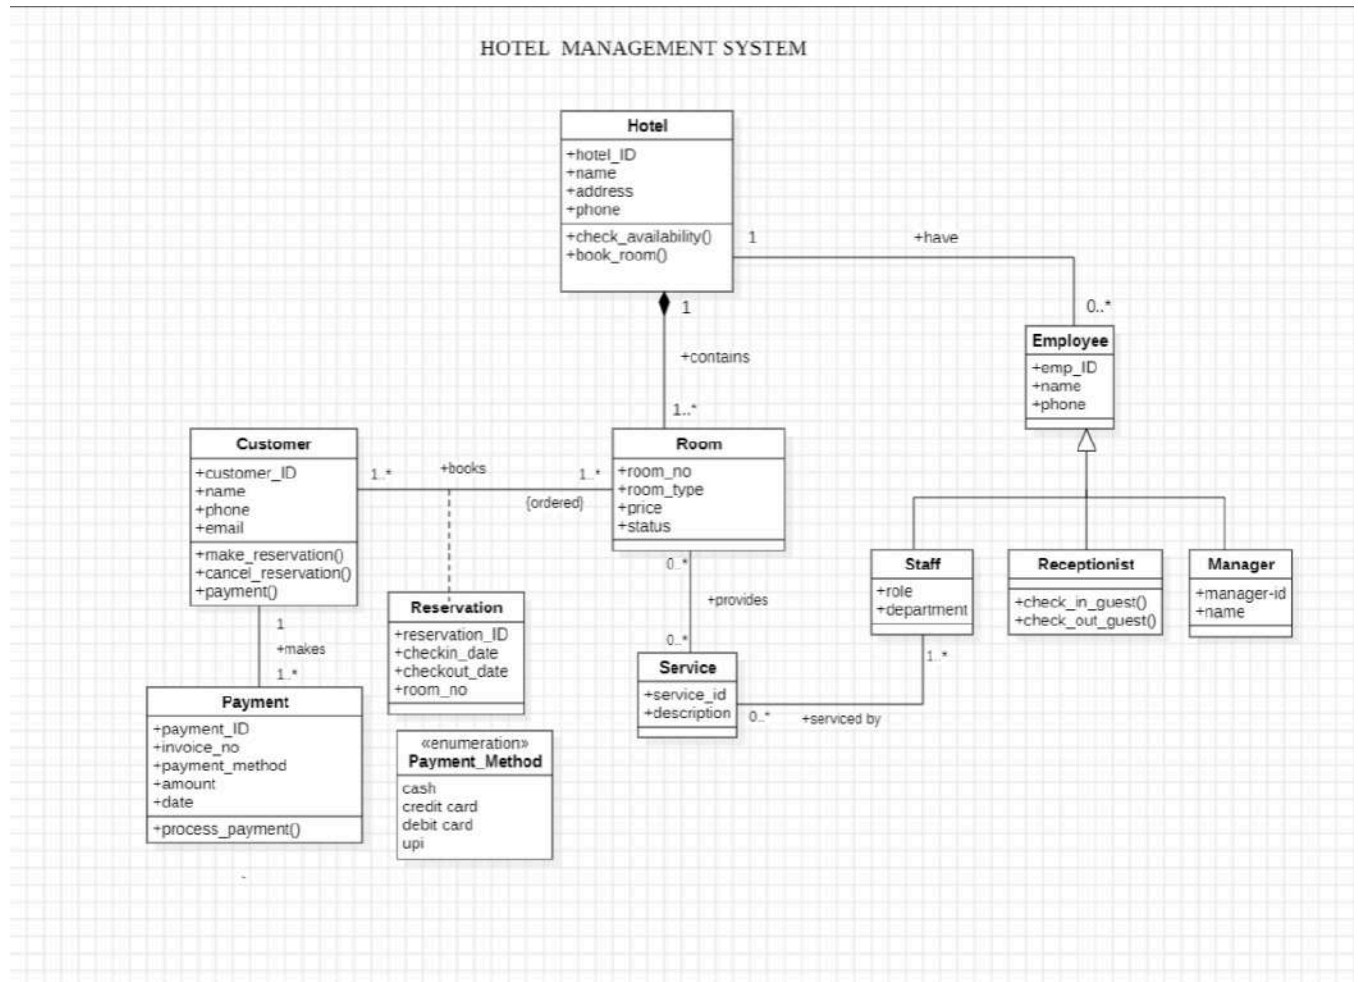 HOTEL  MANAGEMENT SYSTEM
Hotel
+hotel_ID
+name
+address
+phone
+check_availability()
+book_room()
1
+have
0..*
1
+contains
1..*
Employee
+emp_ID
+name
+phone
Customer
+customer_ID
+name
+phone
+email
+make_reservation()
+cancel_reservation()
+payment()
1..*
+books
1..*
{ordered}
Room
+room_no
+room_type
+price
+status
Reservation
+reservation_ID
+checkin_date
+checkout_date
+room_no
0..*
+provides
0..*
Staff
+role
+department
Receptionist
+check_in_guest()
+check_out_guest()
Manager
+manager-id
+name
1
+makes
1..*
Service
+service_id
+description
0..*
+serviced by
1..*
Payment
+payment_ID
+invoice_no
+payment_method
+amount
+date
+process_payment()
«enumeration»
Payment_Method
cash
credit card
debit card
upi